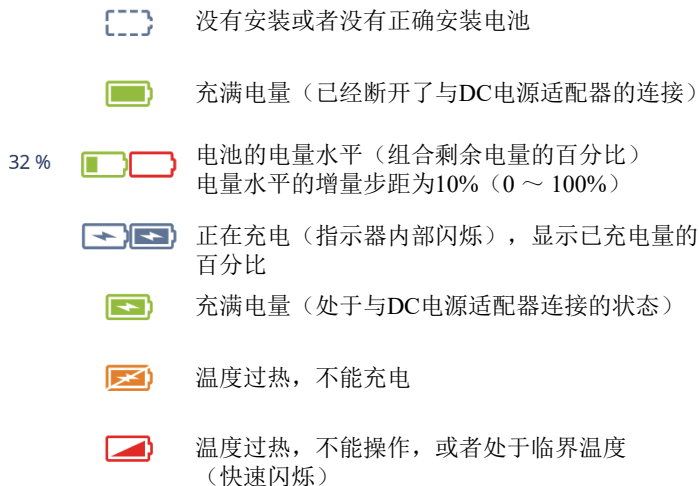 没有安装或者没有正确安装电池
充满电量（已经断开了与DC电源适配器的连接）
32 %
电池的电量水平（组合剩余电量的百分比）
电量水平的增量步距为10%（0 ～ 100%）
正在充电（指示器内部闪烁），显示已充电量的
百分比
充满电量（处于与DC电源适配器连接的状态）
温度过热，不能充电
温度过热，不能操作，或者处于临界温度
（快速闪烁）